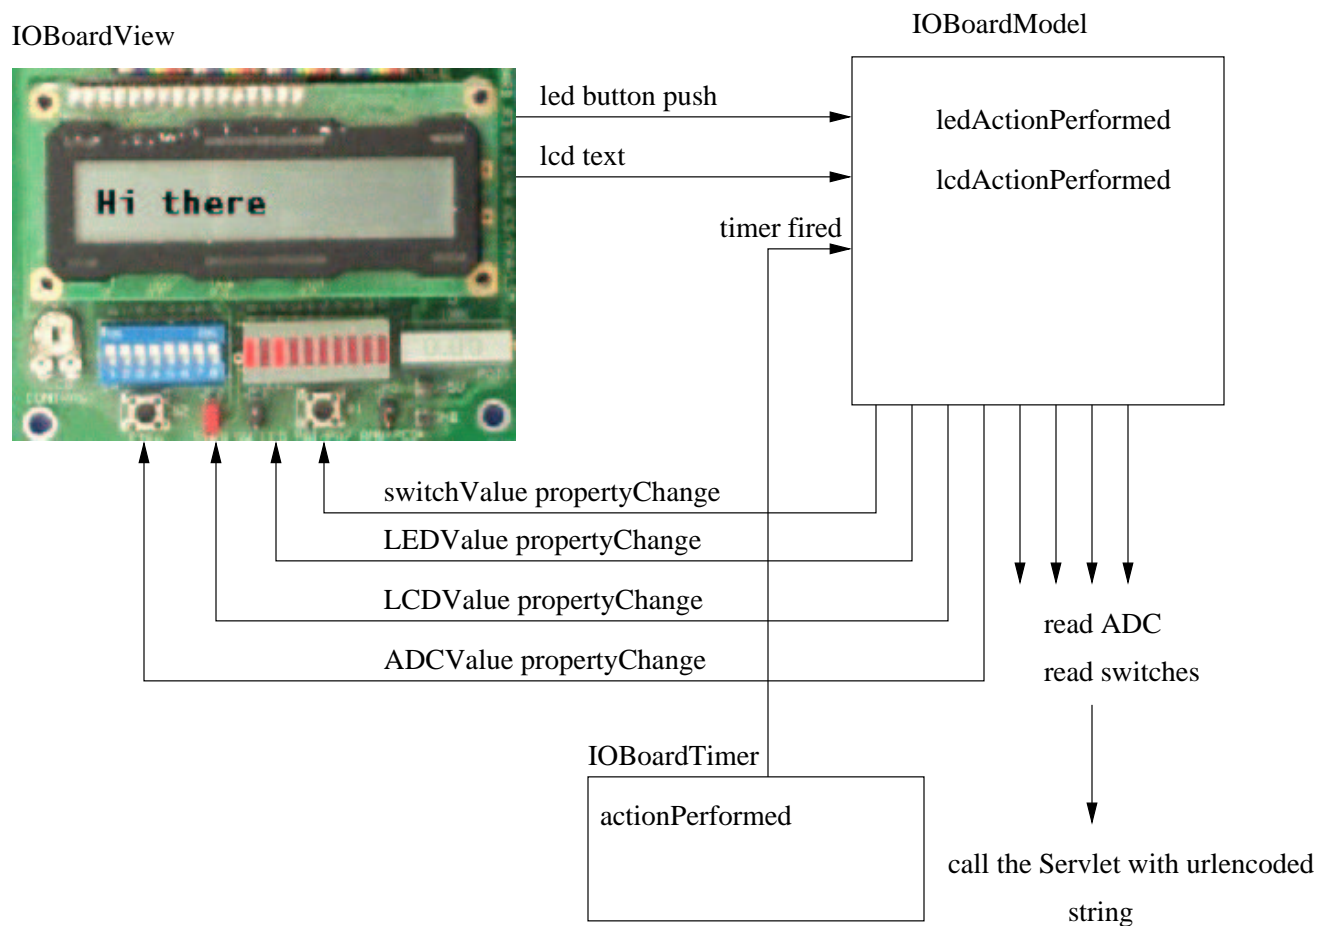 IOBoardView
IOBoardModel
led button push
ledActionPerformed
lcd text
lcdActionPerformed
Hi there
timer fired
switchValue propertyChange
LEDValue propertyChange
LCDValue propertyChange
ADCValue propertyChange
read ADC
read switches
IOBoardTimer
actionPerformed
call the Servlet with urlencoded
string